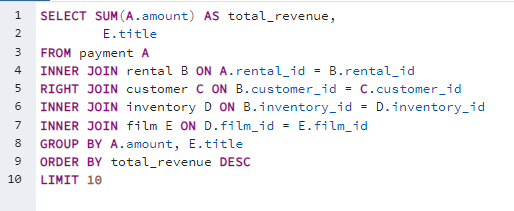 1 SELECT SUM(A.amount) AS total_revenue,
2 E.title
3 FROM payment A
4 INNER JOIN rental B ON A.rental_id = B.rental_id
5 RIGHT JOIN customer C ON B.customer_id = C.customer_id
6 INNER JOIN inventory D ON B.inventory_id = D.inventory_id
7 INNER JOIN film E ON D.film_id = E.film_id
8 GROUP BY A.amount, E.title
9 ORDER BY total_revenue DESC
10 LIMIT 10